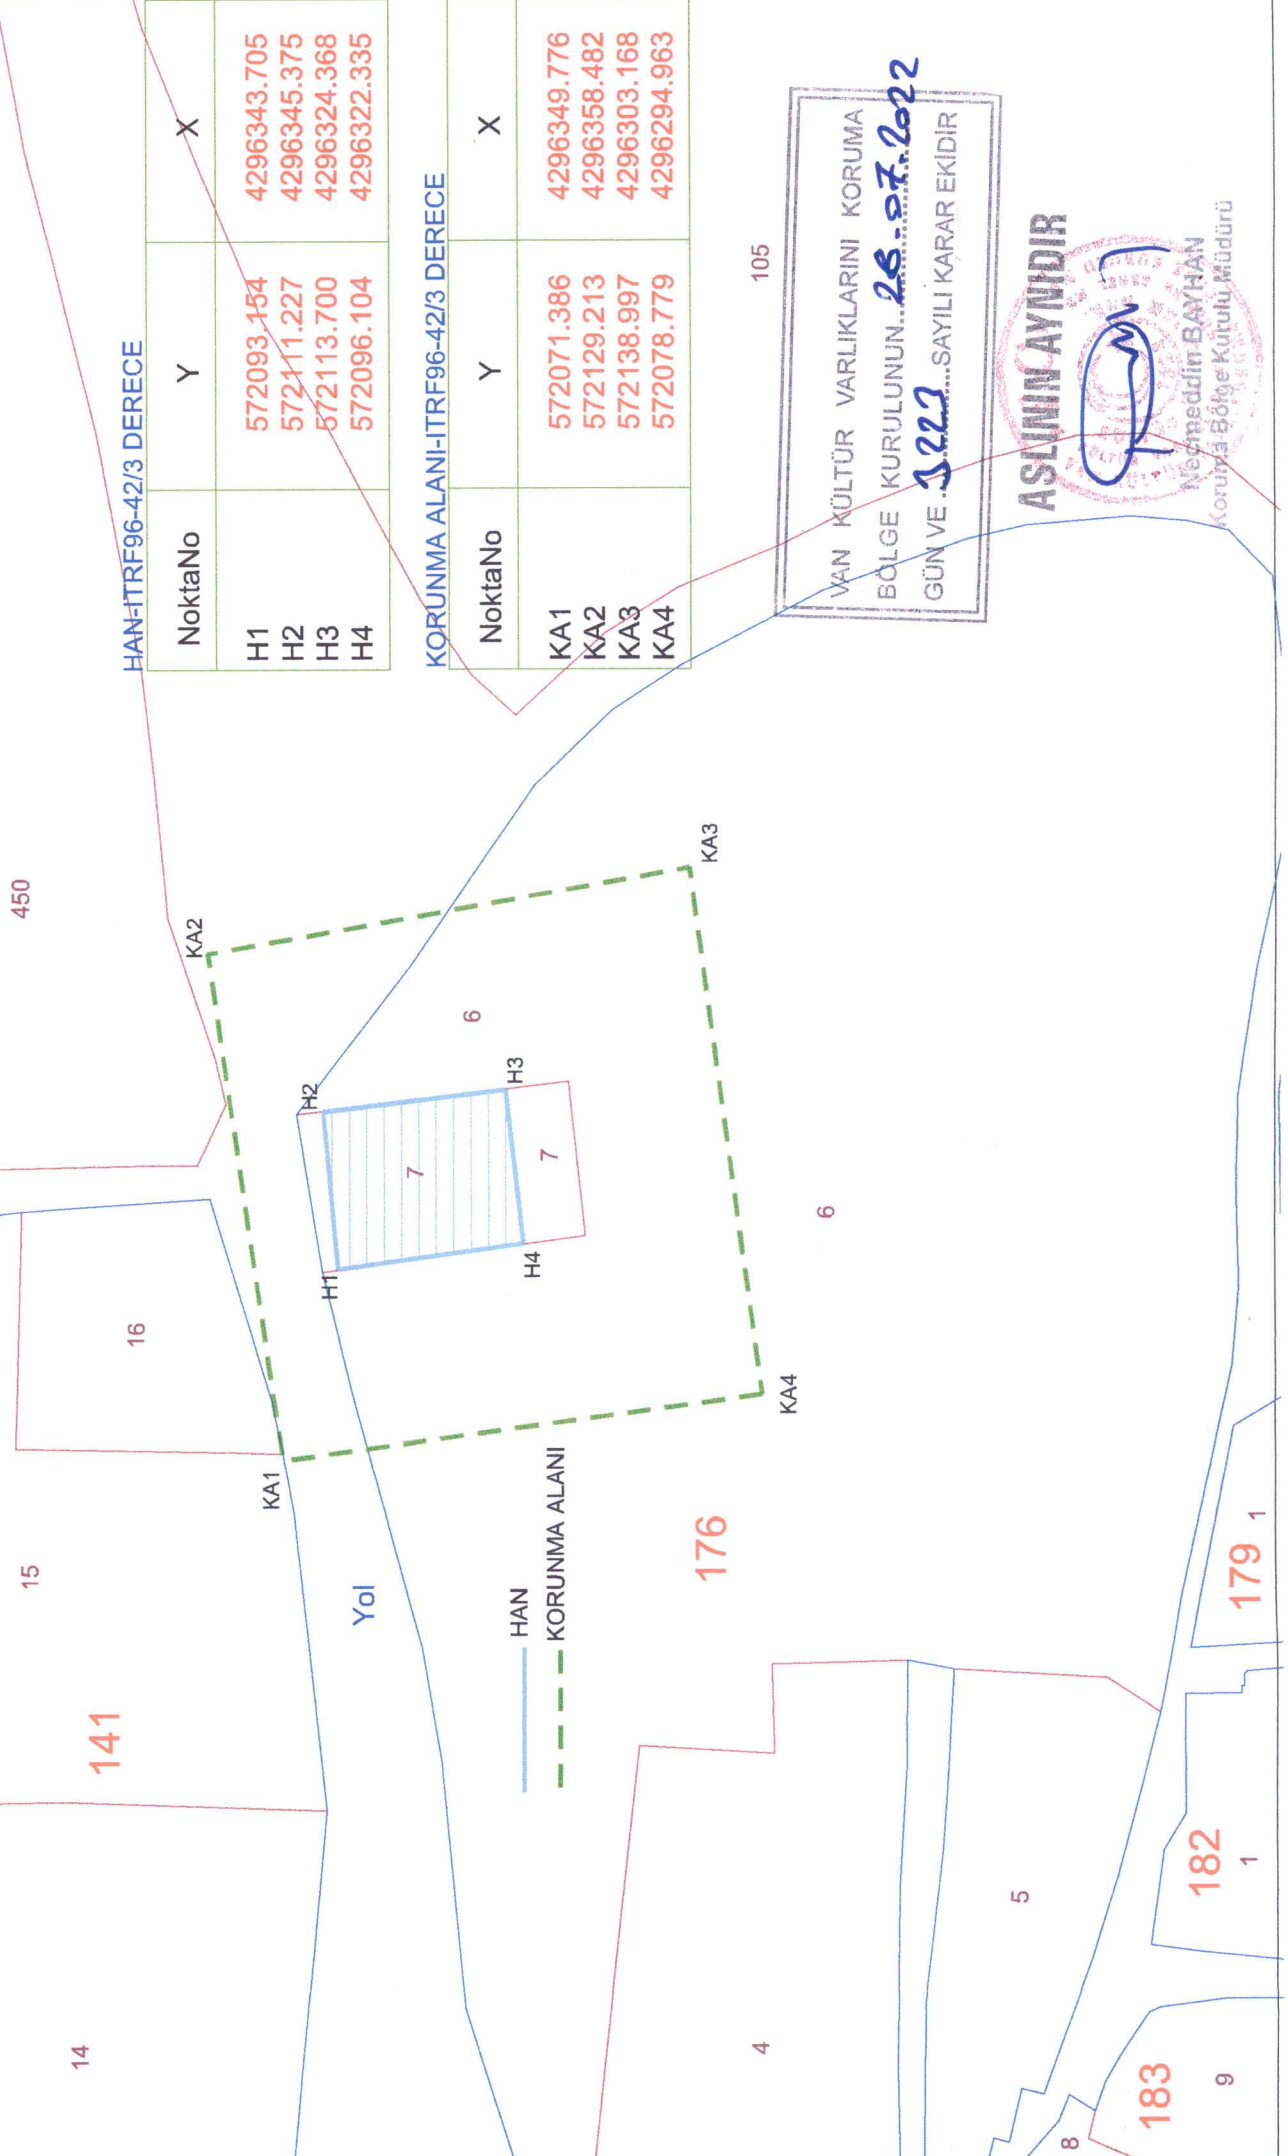 HAN-ITRF96-42/3 DERECE
NoktaNo Y X
H1 572093.154 4296343.705
H2 572111.227 4296345.375
H3 572113.700 4296324.368
H4 572096.104 4296322.335
KORUNMA ALANI-ITRF96-42/3 DERECE
NoktaNo Y X
KA1 572071.386 4296349.776
KA2 572129.213 4296358.482
KA3 572138.997 4296303.168
KA4 572078.779 4296294.963
14
141
15
16
450
KA1
KA2
Yol
H1
H2
7
6
H4
H3
7
HAN
KORUNMA ALANI
KA4
KA3
176
6
105
4
5
8
183
9
182
1
179
1
VAN KÜLTÜR VARLIKLARINI KORUMA
BÖLGE KURULUNUN 28.07.2022
GÜN VE SAYILI KARAR EKİDİR
ASLININ AYNIDIR
Necmeddin BAYHAN
Koruma Bölge Kurulu Müdürü